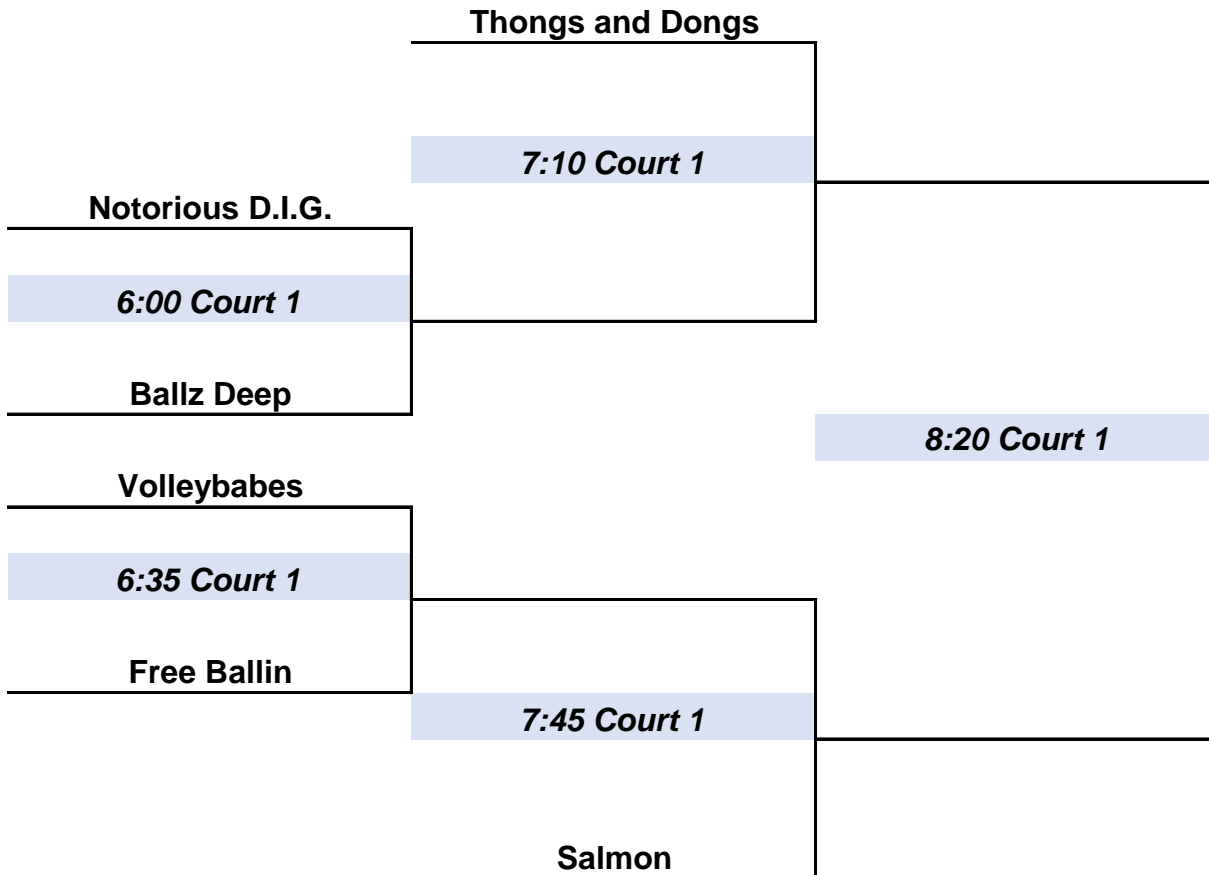 Thongs and Dongs
7:10 Court 1
Notorious D.I.G.
6:00 Court 1
Ballz Deep
8:20 Court 1
Volleybabes
6:35 Court 1
Free Ballin
7:45 Court 1
Salmon